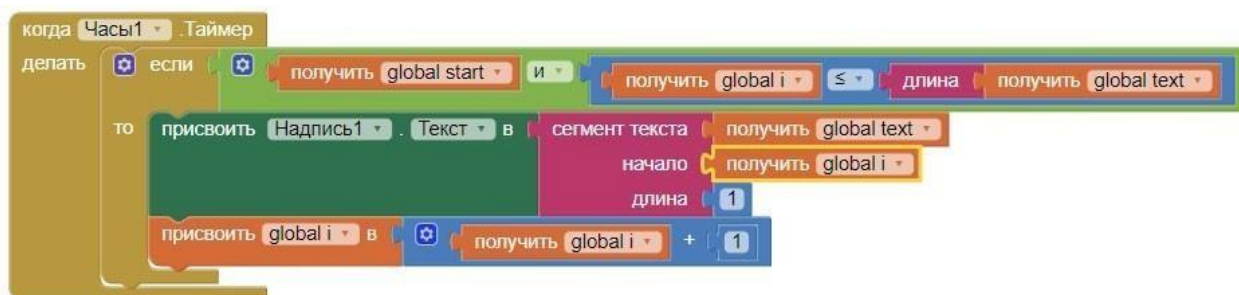 когда Часы1 .Таймер
делать если получить global start и получить global i ≤ длина получить global text
то присвоить Надпись1 . Текст в сегмент текста получить global text
начало получить global i
длина 1
присвоить global i в получить global i + 1